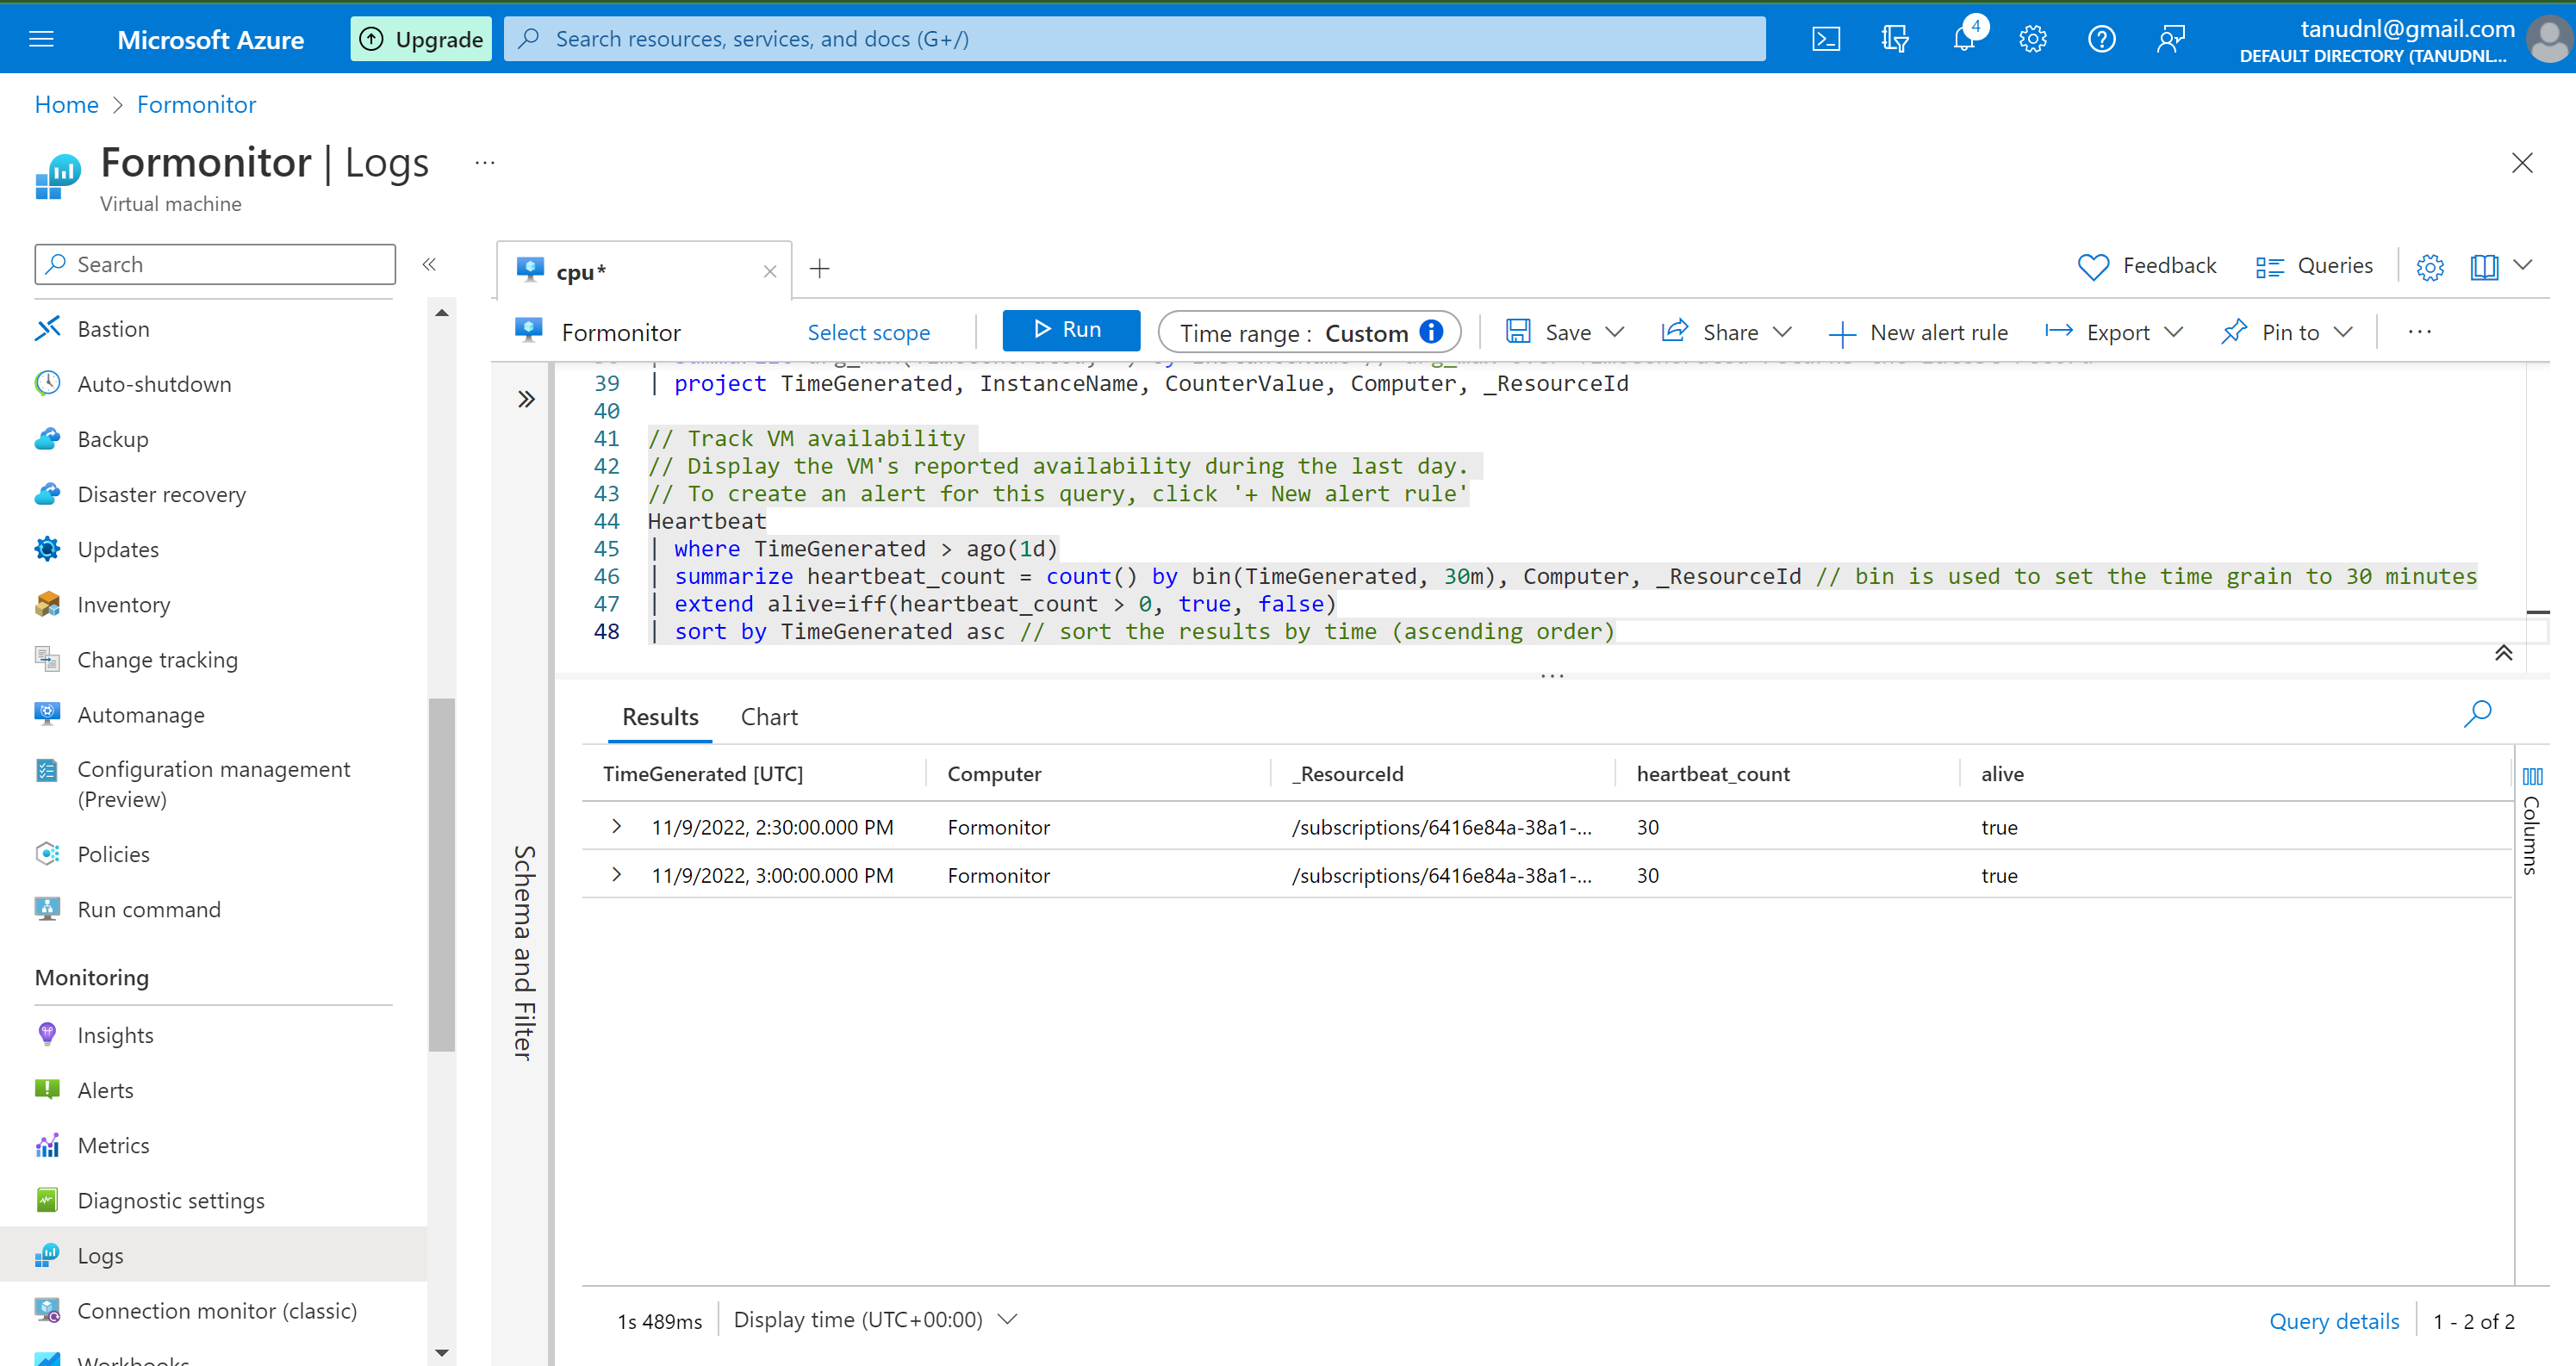 Microsoft Azure
Upgrade
Search resources, services, and docs (G+/)
4
tanudnl@gmail.com
DEFAULT DIRECTORY (TANUDNL...
Home > Formonitor
Formonitor | Logs ...
Virtual machine
Search
«
Bastion
Auto-shutdown
Backup
Disaster recovery
Updates
Inventory
Change tracking
Automanage
Configuration management
(Preview)
Policies
Run command
Monitoring
Insights
Alerts
Metrics
Diagnostic settings
Logs
Connection monitor (classic)
Workbooks
cpu*
Feedback
Queries
Formonitor
Select scope
Run
Time range : Custom
Save
Share
New alert rule
Export
Pin to
...
Schema and Filter
39 | project TimeGenerated, InstanceName, CounterValue, Computer, _ResourceId
40
41 // Track VM availability
42 // Display the VM's reported availability during the last day.
43 // To create an alert for this query, click '+ New alert rule'
44 Heartbeat
45 | where TimeGenerated > ago(1d)
46 | summarize heartbeat_count = count() by bin(TimeGenerated, 30m), Computer, _ResourceId // bin is used to set the time grain to 30 minutes
47 | extend alive=iff(heartbeat_count > 0, true, false)
48 | sort by TimeGenerated asc // sort the results by time (ascending order)
...
Results Chart
TimeGenerated [UTC] Computer _ResourceId heartbeat_count alive
11/9/2022, 2:30:00.000 PM Formonitor /subscriptions/6416e84a-38a1-... 30 true
11/9/2022, 3:00:00.000 PM Formonitor /subscriptions/6416e84a-38a1-... 30 true
Columns
1s 489ms
Display time (UTC+00:00)
Query details
1 - 2 of 2